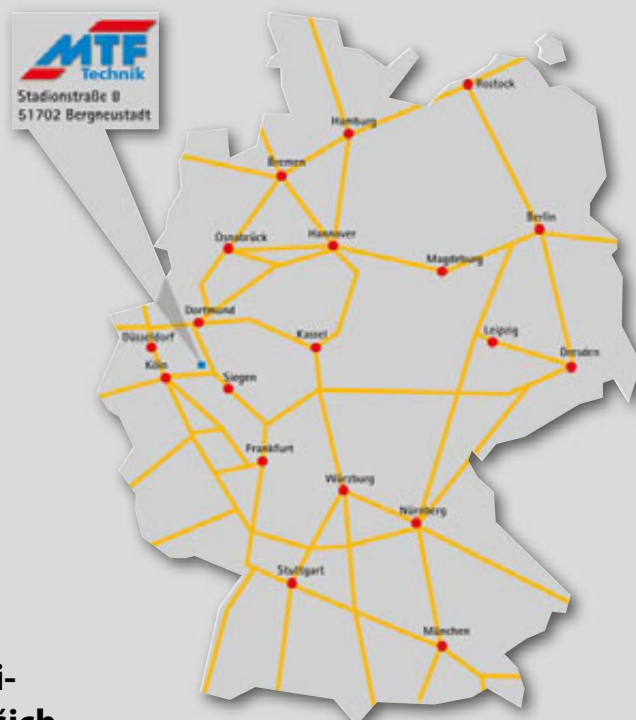 MTF
Technik
Stadionstraße 8
51702 Bergneustadt
Rostock
Hamburg
Bremen
Berlin
Osnabrück
Hannover
Magdeburg
Dortmund
Düsseldorf
Kassel
Leipzig
Dresden
Köln
Siegen
Frankfurt
Würzburg
Nürnberg
Stuttgart
München
i-